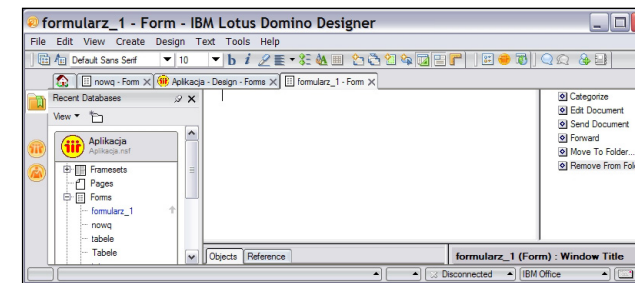 formularz_1 - Form - IBM Lotus Domino Designer
File Edit View Create Design Text Tools Help
Default Sans Serif 10 b i
nowq - Form Aplikacja - Design - Forms formularz_1 - Form
Recent Databases
View
Aplikacja
Aplikacja.nsf
Framesets
Pages
Forms
formularz_1
nowq
tabele
Tabele
Categorize
Edit Document
Send Document
Forward
Move To Folder...
Remove From Fol
Objects Reference
formularz_1 (Form) : Window Title
Disconnected IBM Office